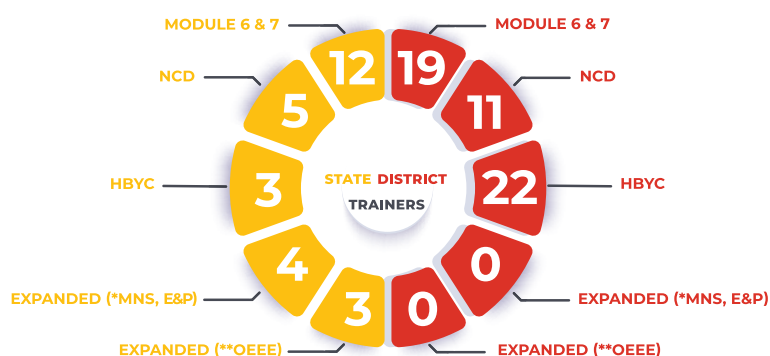 MODULE 6 & 7
MODULE 6 & 7
12
19
NCD
NCD
5
11
HBYC
HBYC
3
22
STATE DISTRICT
TRAINERS
4
0
EXPANDED (*MNS, E&P)
EXPANDED (*MNS, E&P)
3
0
EXPANDED (**OEEE)
EXPANDED (**OEEE)